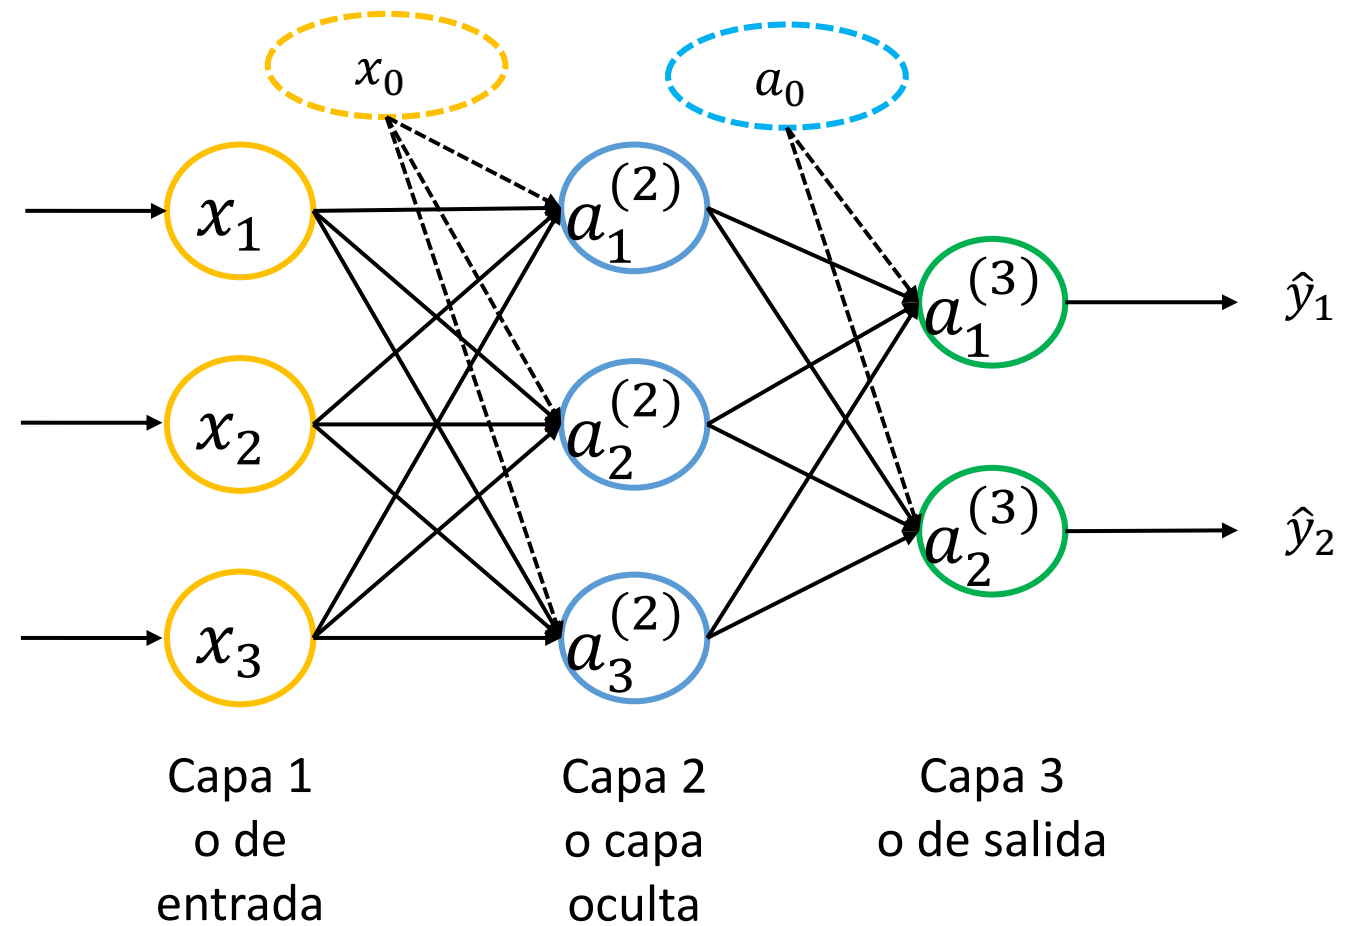 x₀
a₀
x₁
a₁⁽²⁾
a₁⁽³⁾
ŷ₁
x₂
a₂⁽²⁾
a₂⁽³⁾
ŷ₂
x₃
a₃⁽²⁾
Capa 1
o de
entrada
Capa 2
o capa
oculta
Capa 3
o de salida